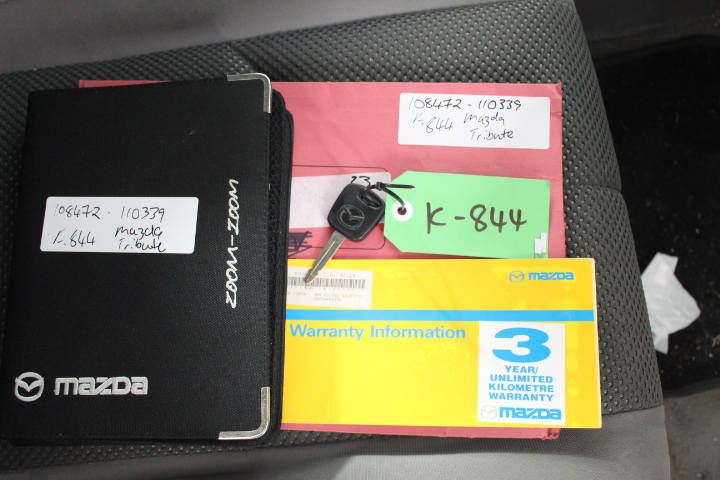 108472 - 110339
K.844 Mazda
Tribute
ZOOM-ZOOM
mazda
108472 - 110339
K.844 Mazda
Tribute
K-844
mazda
Warranty Information
3
YEAR/
UNLIMITED
KILOMETRE
WARRANTY
mazda